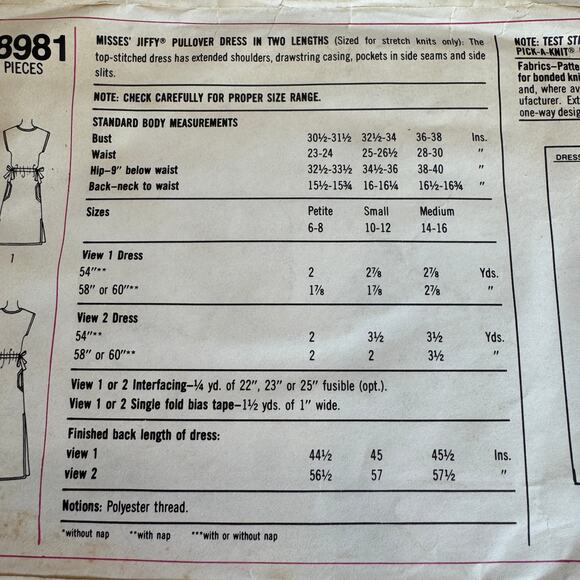 8981
PIECES
MISSES' JIFFY® PULLOVER DRESS IN TWO LENGTHS (Sized for stretch knits only): The
top-stitched dress has extended shoulders, drawstring casing, pockets in side seams and side
slits.
NOTE: CHECK CAREFULLY FOR PROPER SIZE RANGE.
STANDARD BODY MEASUREMENTS
Bust 30½-31½ 32½-34 36-38 Ins.
Waist 23-24 25-26½ 28-30 "
Hip-9" below waist 32½-33½ 34½-36 38-40 "
Back-neck to waist 15½-15¾ 16-16¼ 16½-16¾ "
Sizes Petite Small Medium
6-8 10-12 14-16
View 1 Dress
54"** 2 2⅞ 2⅞ Yds.
58" or 60"** 1⅞ 1⅞ 2⅞ "
View 2 Dress
54"** 2 3½ 3½ Yds.
58" or 60"** 2 2 3½ "
View 1 or 2 Interfacing-¼ yd. of 22", 23" or 25" fusible (opt.).
View 1 or 2 Single fold bias tape-1½ yds. of 1" wide.
Finished back length of dress:
view 1 44½ 45 45½ Ins.
view 2 56½ 57 57½ "
Notions: Polyester thread.
*without nap **with nap ***with or without nap
1
NOTE: TEST
PICK-A-KNIT®
Fabrics-
for bonded
and, where
ufacturer.
one-way
DRESS